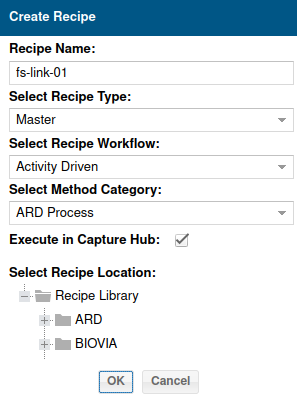 Create Recipe
Recipe Name:
fs-link-01
Select Recipe Type:
Master
Select Recipe Workflow:
Activity Driven
Select Method Category:
ARD Process
Execute in Capture Hub:
Select Recipe Location:
Recipe Library
ARD
BIOVIA
OK Cancel